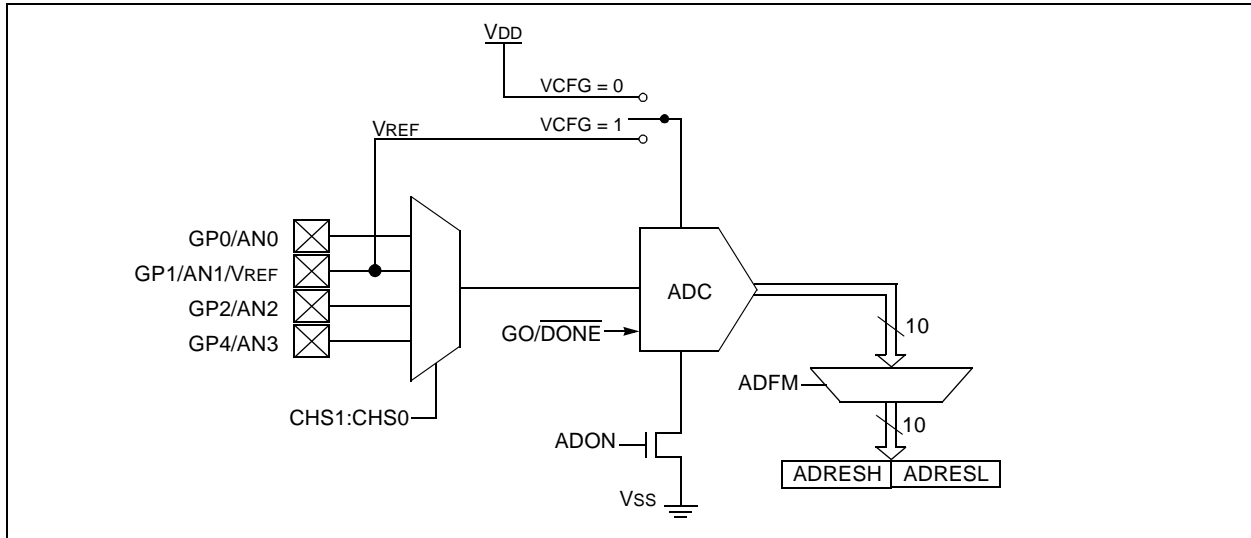 VDD
VCFG = 0
VREF
VCFG = 1
GP0/AN0
GP1/AN1/VREF
GP2/AN2
GP4/AN3
ADC
GO/DONE
10
ADFM
CHS1:CHS0
10
ADON
ADRESH ADRESL
VSS